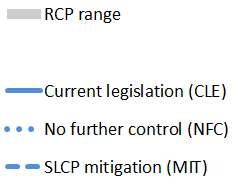 RCP range
Current legislation (CLE)
No further control (NFC)
SLCP mitigation (MIT)